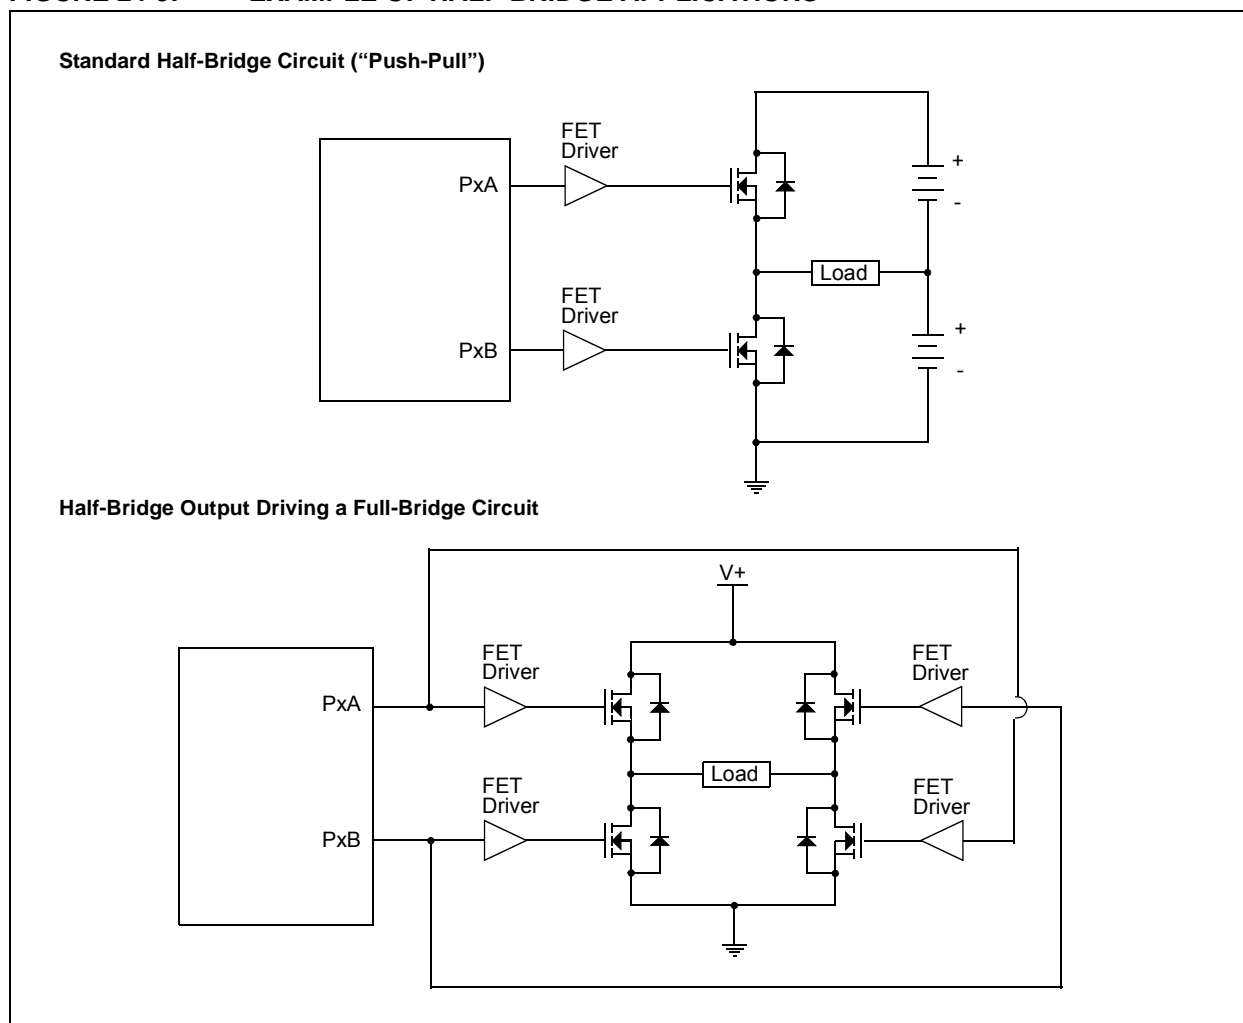 Standard Half-Bridge Circuit (“Push-Pull”)
FET
Driver
PxA
+
-
Load
FET
Driver
+
PxB
-
Half-Bridge Output Driving a Full-Bridge Circuit
V+
FET
Driver
FET
Driver
PxA
Load
FET
Driver
FET
Driver
PxB